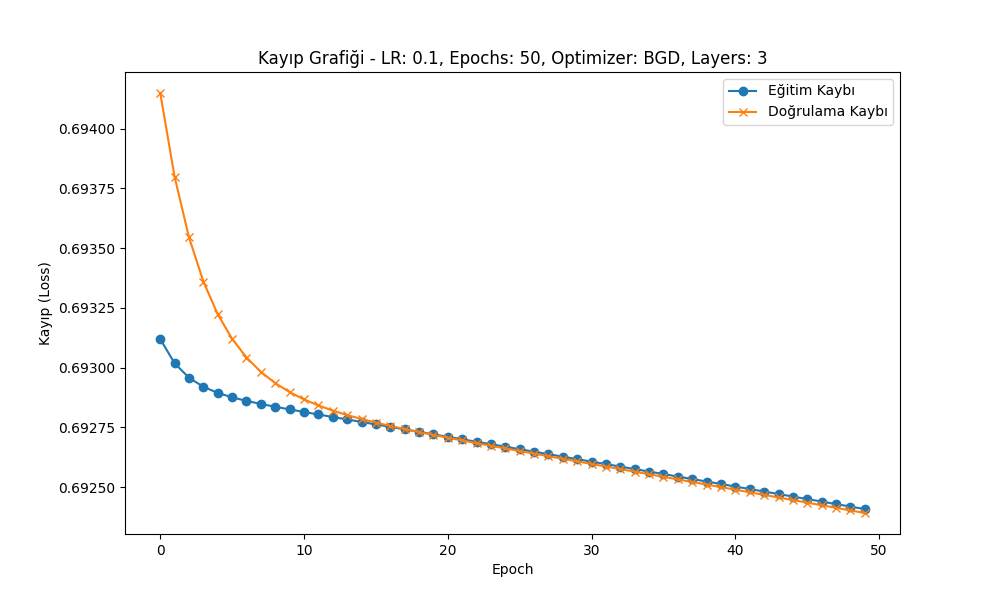 Kayıp Grafiği - LR: 0.1, Epochs: 50, Optimizer: BGD, Layers: 3
Eğitim Kaybı
Doğrulama Kaybı
Kayıp (Loss)
0.69400
0.69375
0.69350
0.69325
0.69300
0.69275
0.69250
0 10 20 30 40 50
Epoch